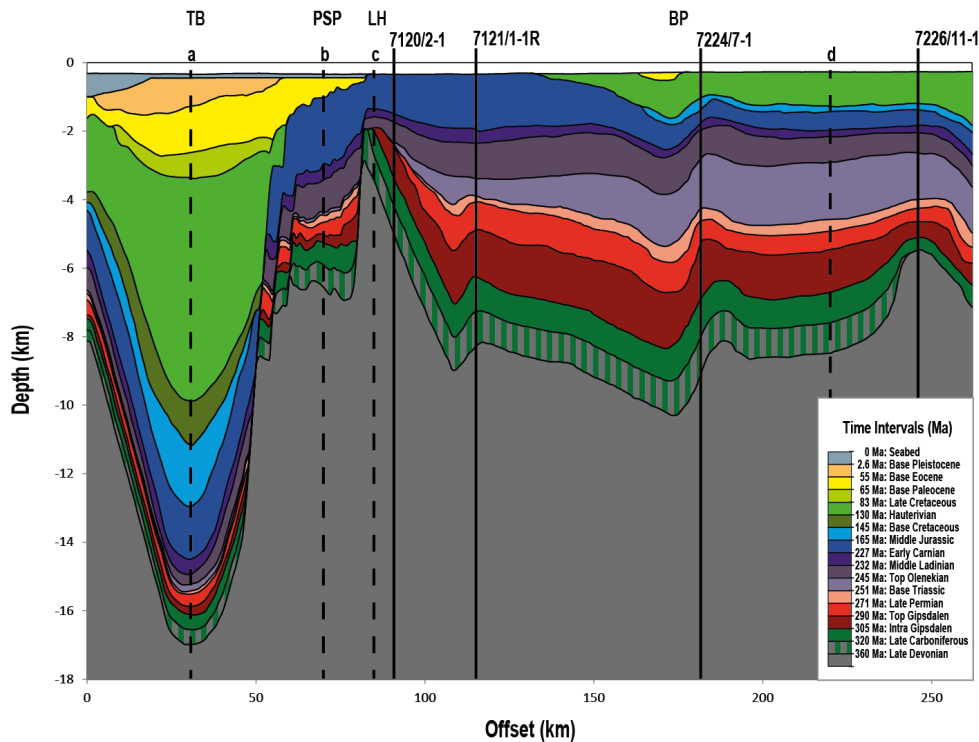 TB PSP LH BP
a b c 7120/2-1 7121/1-1R 7224/7-1 d 7226/11-1
0
-2
-4
-6
-8
-10
-12
-14
-16
-18
Depth (km)
0 50 100 150 200 250
Offset (km)
Time Intervals (Ma)
0 Ma: Seabed
2.6 Ma: Base Pleistocene
55 Ma: Base Eocene
65 Ma: Base Paleocene
83 Ma: Late Cretaceous
130 Ma: Hauterivian
145 Ma: Base Cretaceous
165 Ma: Middle Jurassic
227 Ma: Early Carnian
232 Ma: Middle Ladinian
245 Ma: Top Olenekian
251 Ma: Base Triassic
271 Ma: Late Permian
290 Ma: Top Gipsdalen
305 Ma: Intra Gipsdalen
320 Ma: Late Carboniferous
360 Ma: Late Devonian